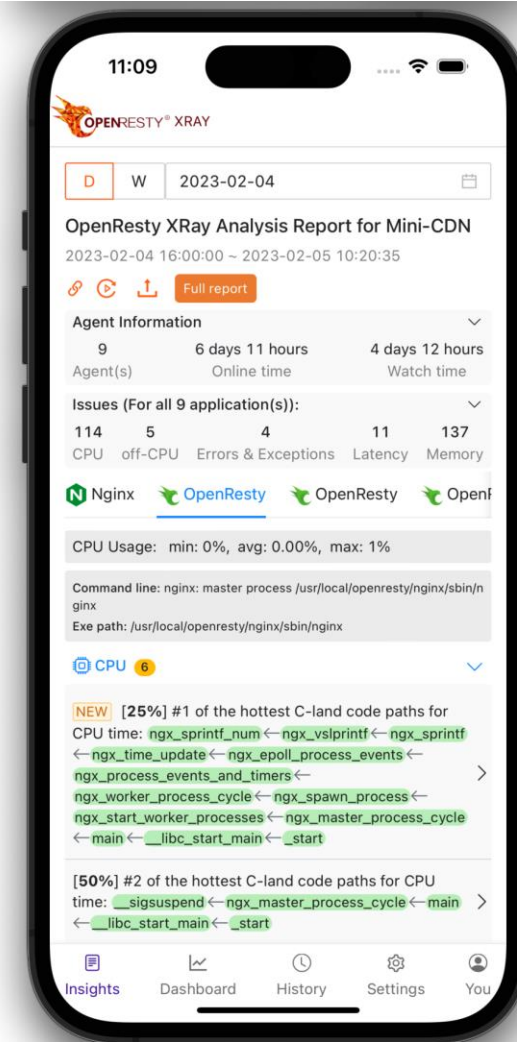 11:09
OPENRESTY® XRAY
D W 2023-02-04
OpenResty XRay Analysis Report for Mini-CDN
2023-02-04 16:00:00 ~ 2023-02-05 10:20:35
Full report
Agent Information
9 6 days 11 hours 4 days 12 hours
Agent(s) Online time Watch time
Issues (For all 9 application(s)):
114 5 4 11 137
CPU off-CPU Errors & Exceptions Latency Memory
Nginx OpenResty OpenResty Open
CPU Usage: min: 0%, avg: 0.00%, max: 1%
Command line: nginx: master process /usr/local/openresty/nginx/sbin/n
ginx
Exe path: /usr/local/openresty/nginx/sbin/nginx
CPU 6
NEW [25%] #1 of the hottest C-land code paths for
CPU time: ngx_sprintf_num←ngx_vslprintf←ngx_sprintf
←ngx_time_update←ngx_epoll_process_events←
ngx_process_events_and_timers←
ngx_worker_process_cycle←ngx_spawn_process←
ngx_start_worker_processes←ngx_master_process_cycle
←main←__libc_start_main←_start
[50%] #2 of the hottest C-land code paths for CPU
time: __sigsuspend←ngx_master_process_cycle←main
←__libc_start_main←_start
Insights Dashboard History Settings You